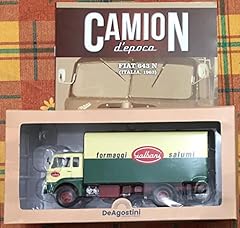 CAMION
d'epoca
FIAT 643 N
(ITALIA, 1963)
formaggi galbani salumi
DeAGOSTINI